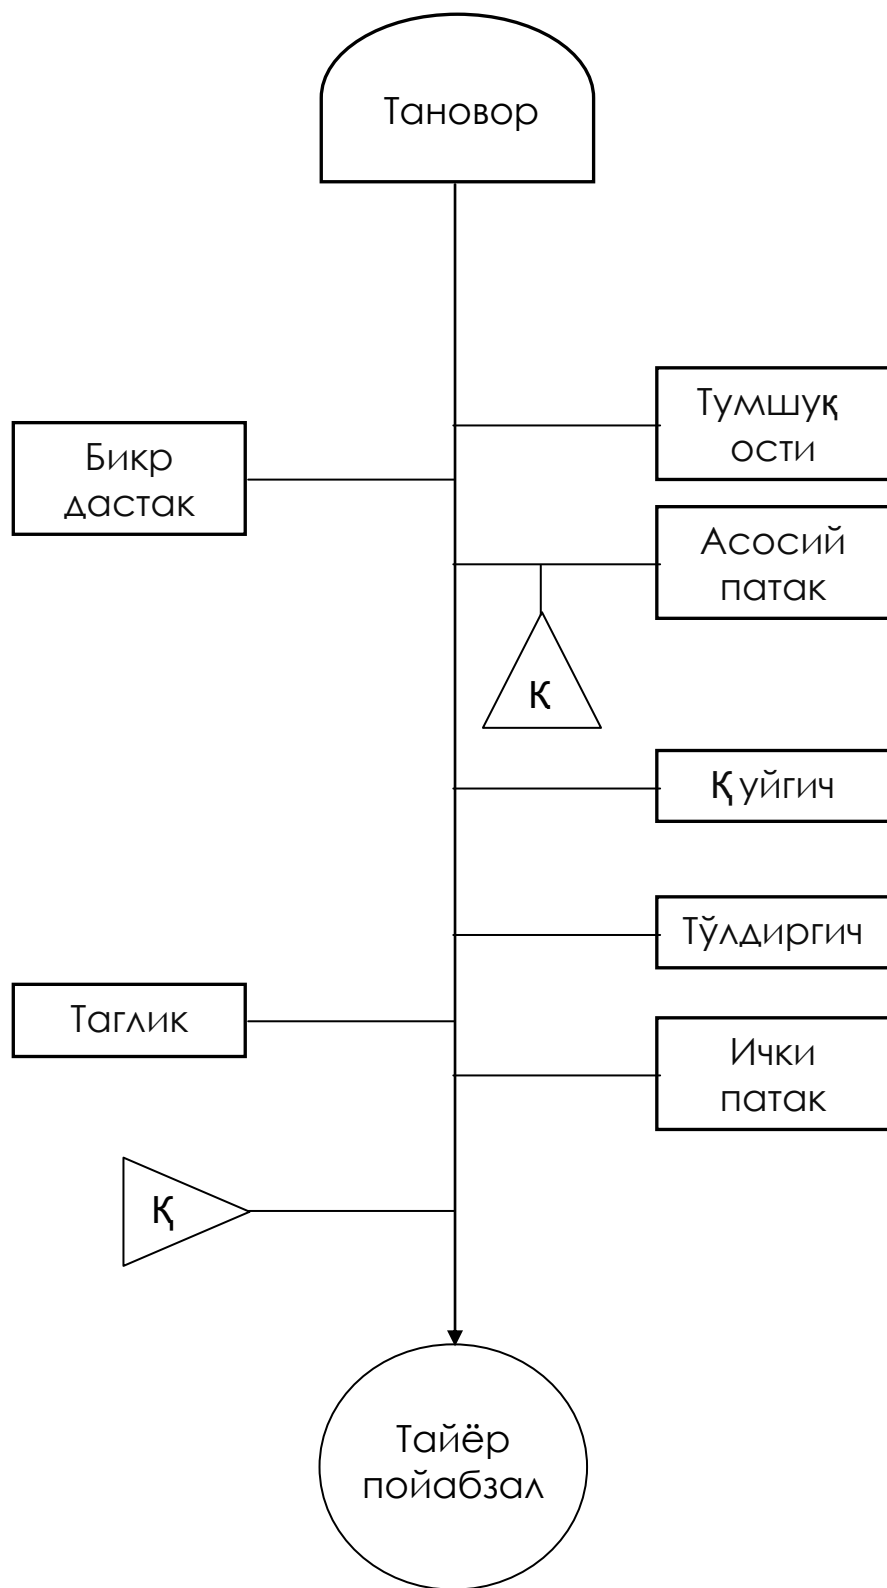 Тановор
Тумшуқ
ости
Бикр
дастак
Асосий
патак
Қ
Қуйгич
Тўлдиргич
Таглик
Ички
патак
Қ
Тайёр
пойабзал